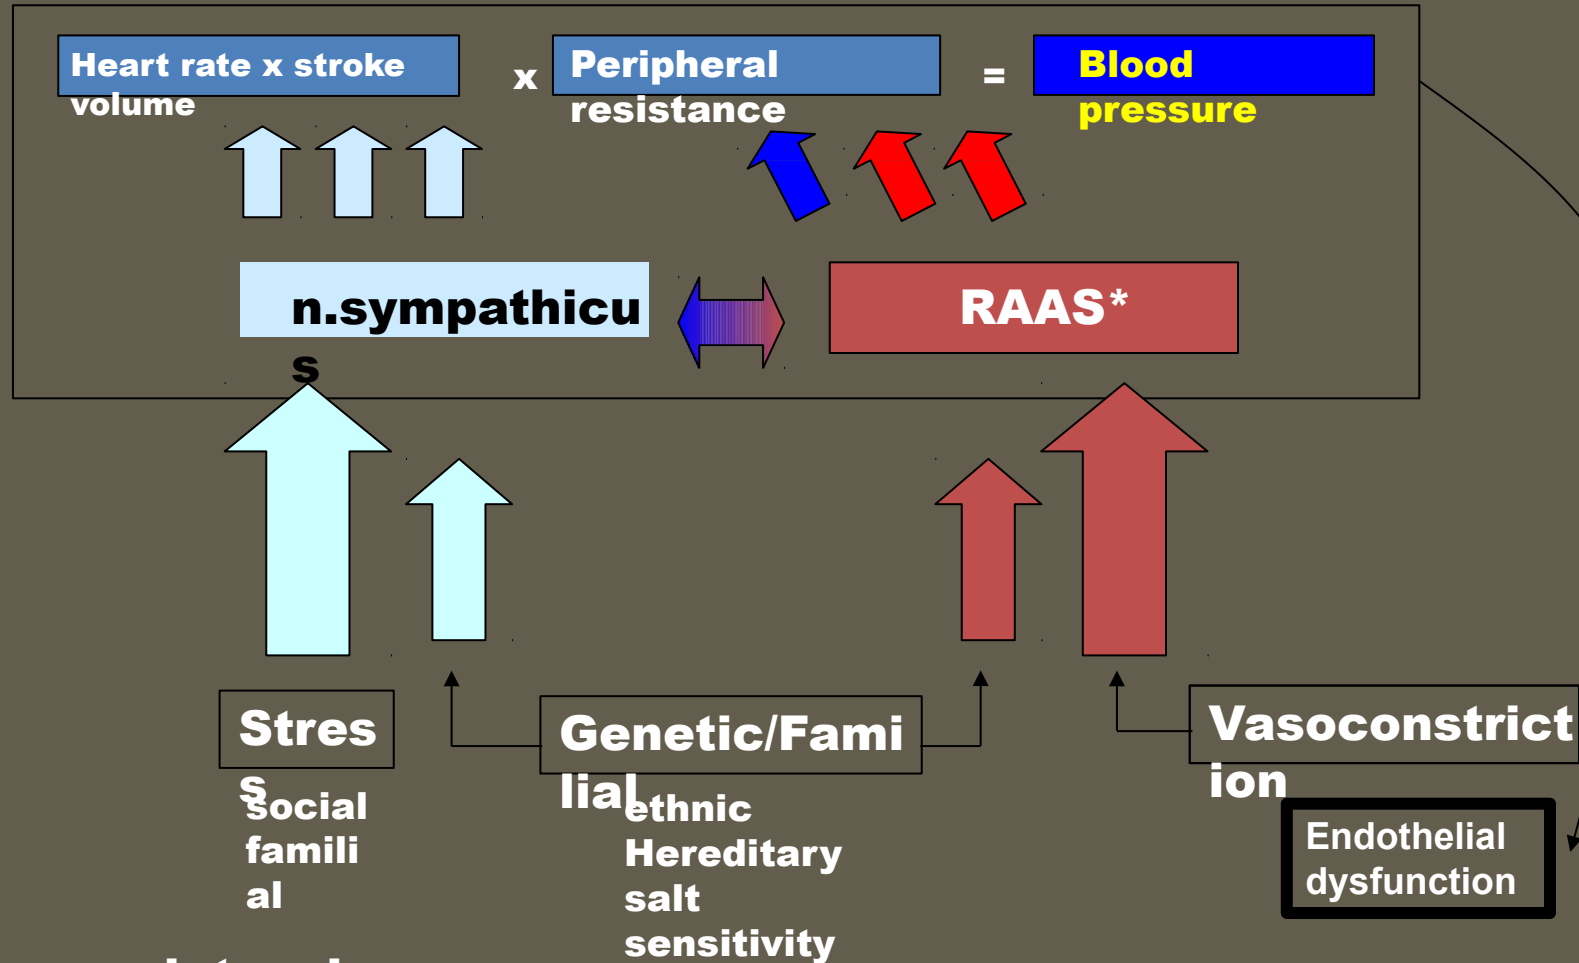 Heart rate x stroke
volume
x
Peripheral
resistance
=
Blood
pressure
n.sympathicu
s
RAAS*
Stres
s
social
famili
al
Genetic/Fami
lial
ethnic
Hereditary
salt
sensitivity
Vasoconstrict
ion
Endothelial
dysfunction